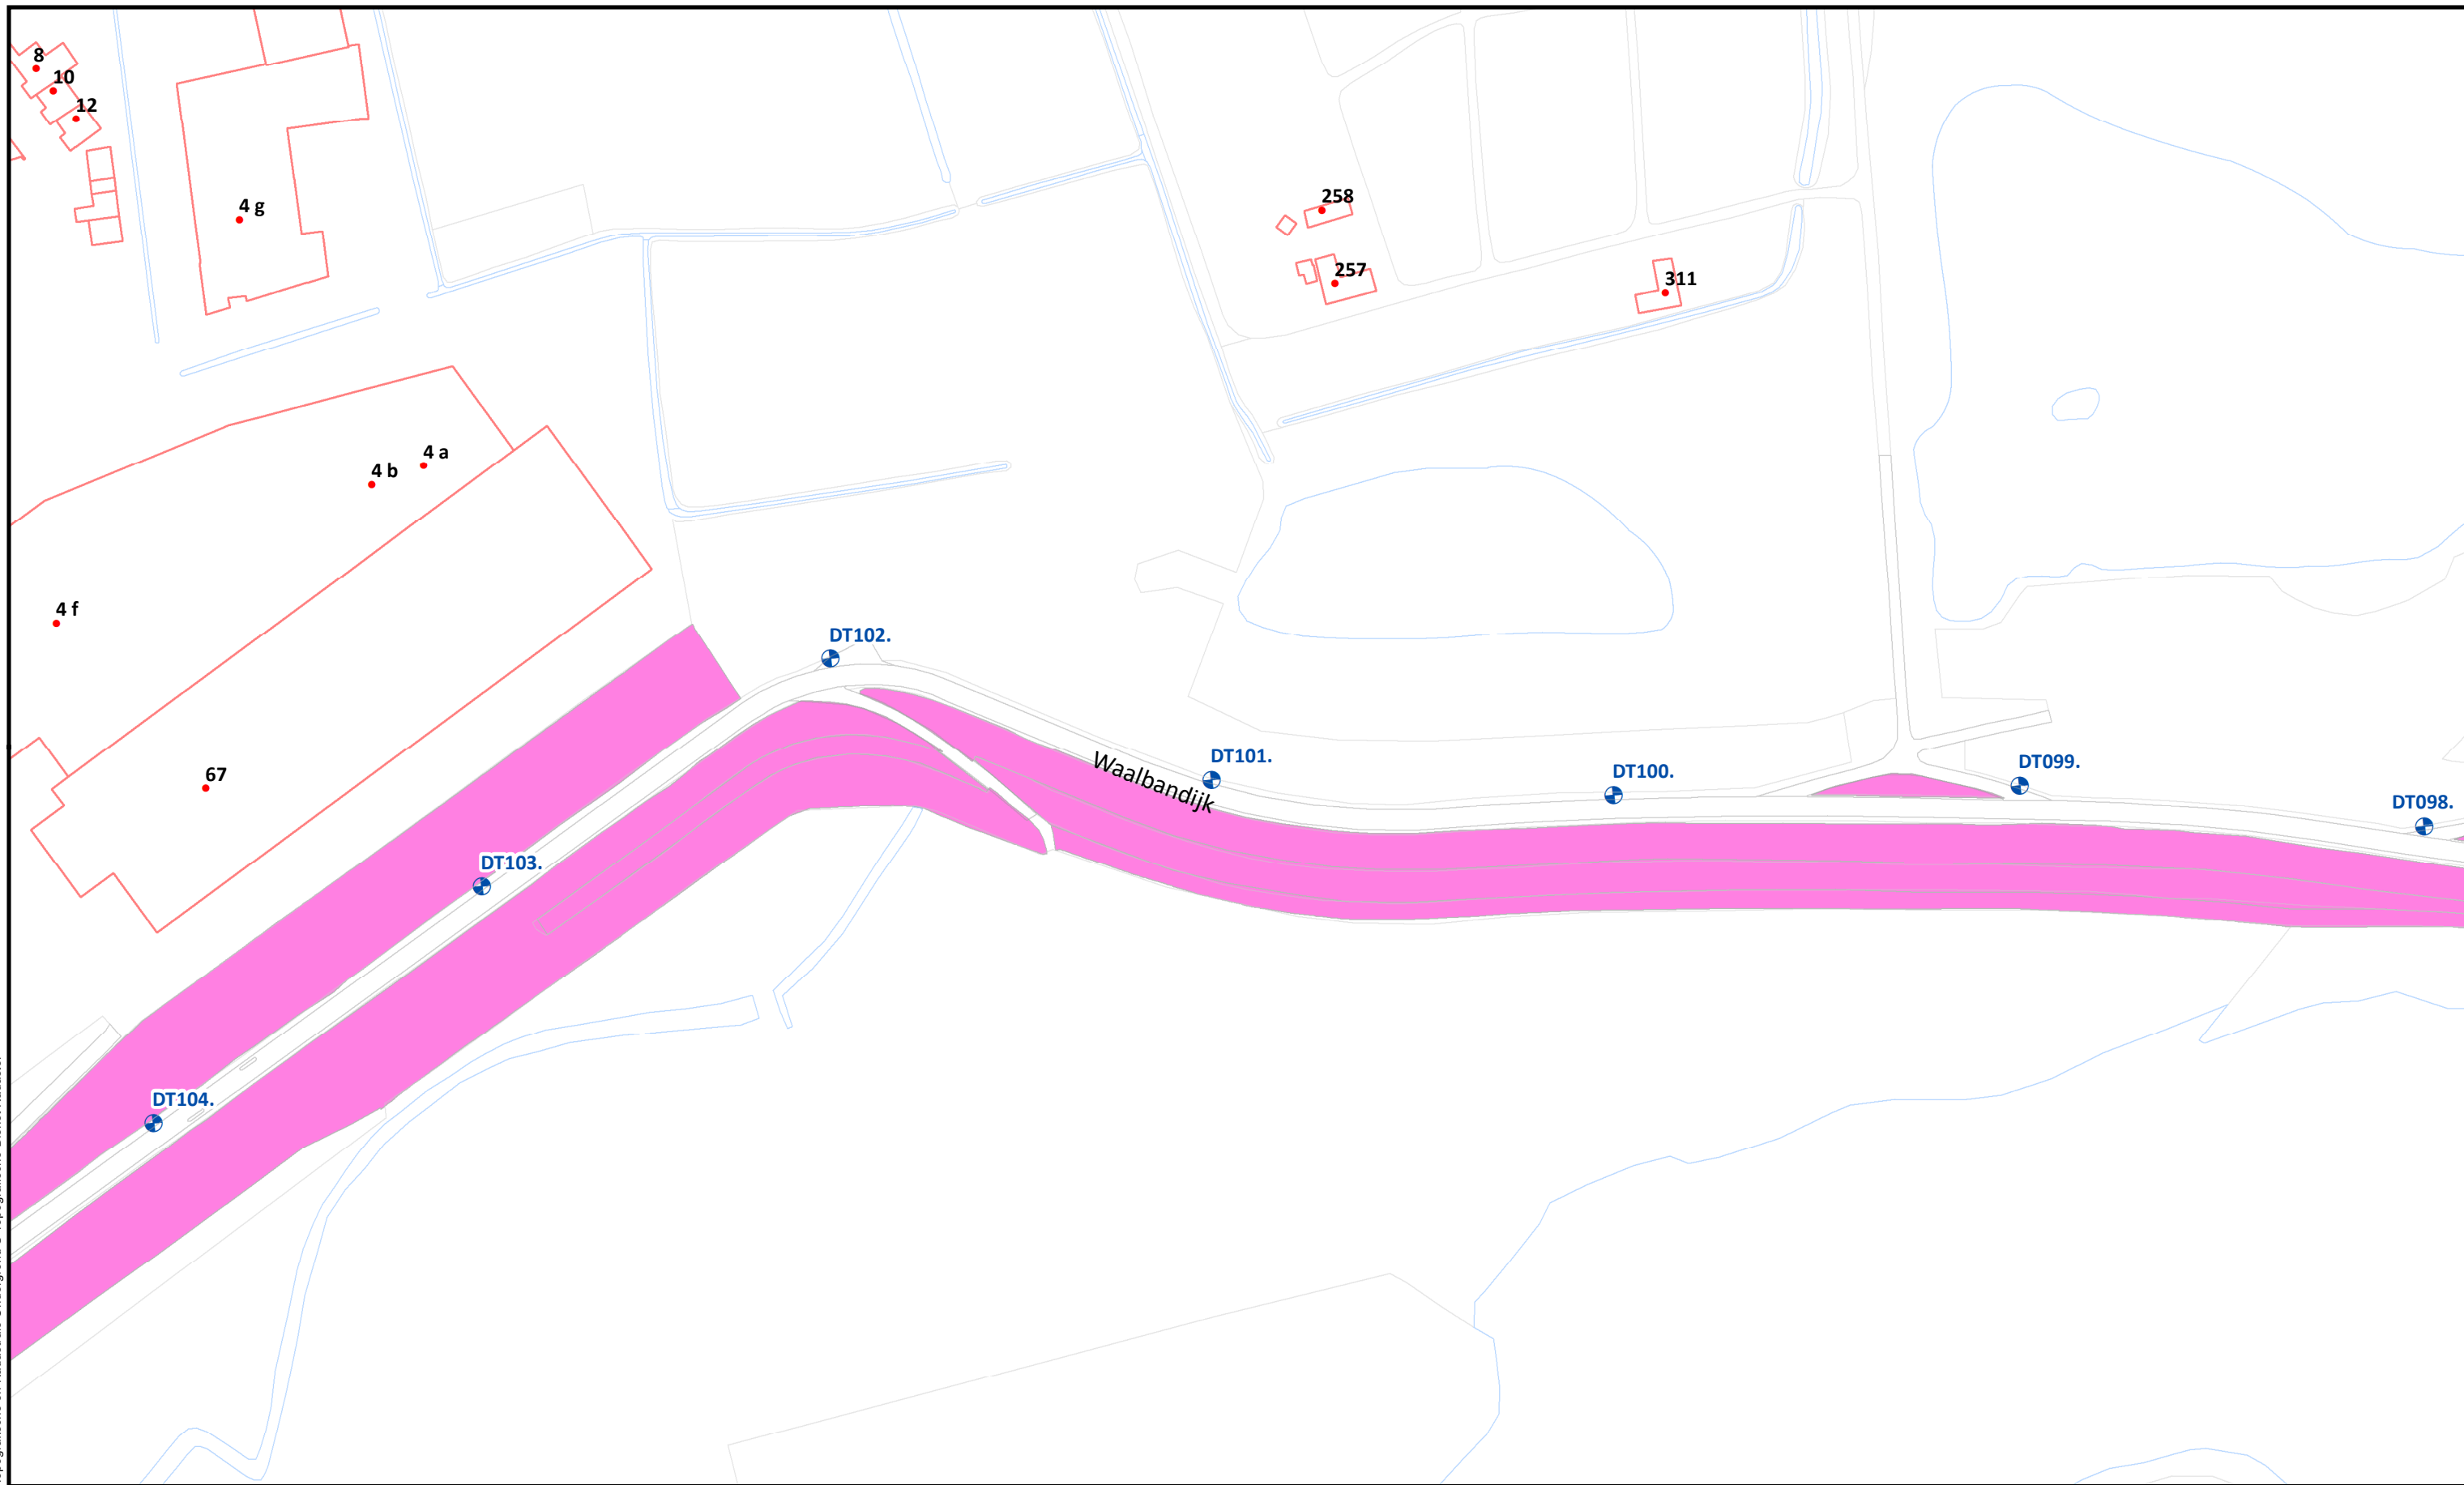 8
10
12
4 g
258
257
311
4 a
4 b
4 f
DT102.
DT101.
DT100.
DT099.
DT098.
Waalbandijk
67
DT103.
DT104.